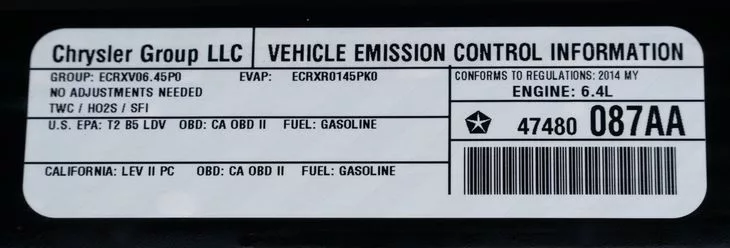 Chrysler Group LLC
VEHICLE EMISSION CONTROL INFORMATION
GROUP: ECRXV06.45P0 EVAP: ECRXR0145PK0
NO ADJUSTMENTS NEEDED
TWC / HO2S / SFI
CONFORMS TO REGULATIONS: 2014 MY
ENGINE: 6.4L
U.S. EPA: T2 B5 LDV OBD: CA OBD II FUEL: GASOLINE
47480 087AA
CALIFORNIA: LEV II PC OBD: CA OBD II FUEL: GASOLINE